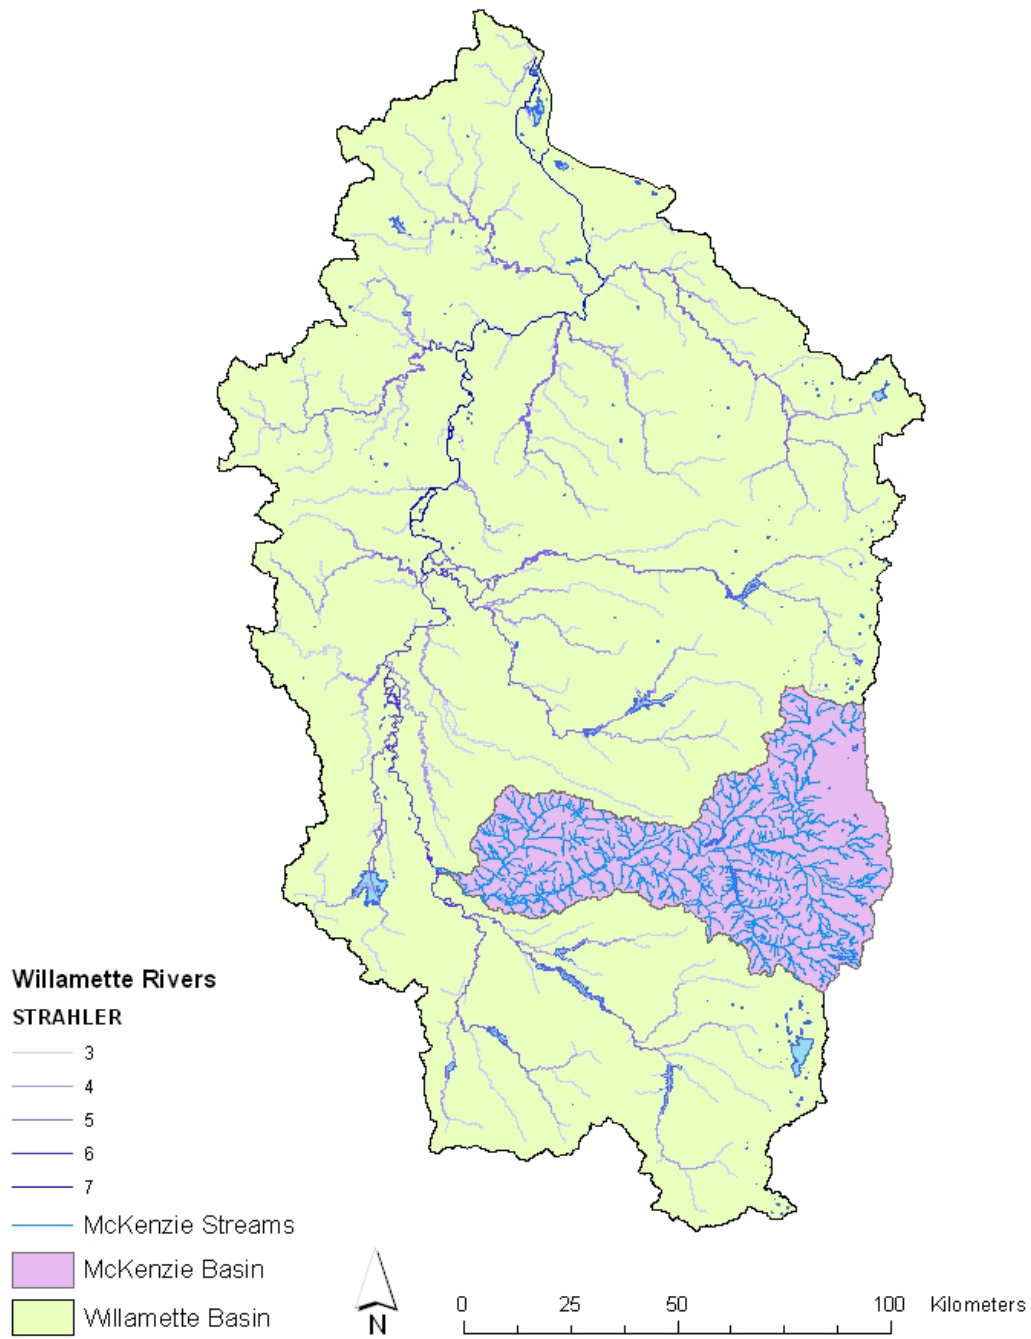 Willamette Rivers
STRAHLER
3
4
5
6
7
McKenzie Streams
McKenzie Basin
Willamette Basin
N
0 25 50 100 Kilometers